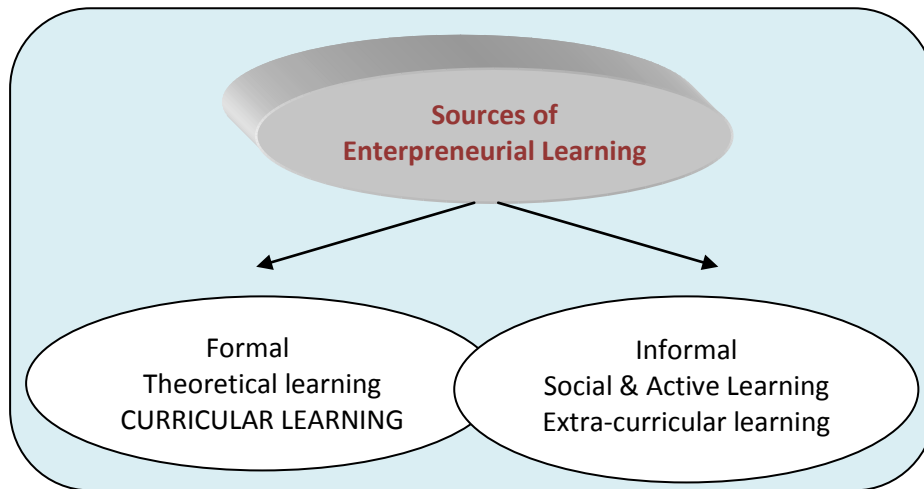 Sources of
Enterpreneurial Learning
Formal
Theoretical learning
CURRICULAR LEARNING
Informal
Social & Active Learning
Extra-curricular learning